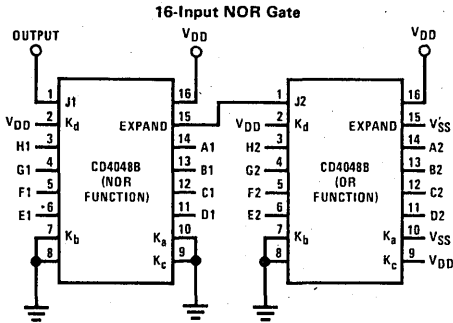 16-Input NOR Gate
OUTPUT VDD VDD
1 J1 16 1 J2 16
VDD 2 Kd EXPAND 15 VDD 2 Kd EXPAND 15 VSS
H1 3 14 A1 H2 3 14 A2
G1 4 CD4048B 13 B1 G2 4 CD4048B 13 B2
F1 5 (NOR 12 C1 F2 5 (OR 12 C2
E1 6 FUNCTION) 11 D1 E2 6 FUNCTION) 11 D2
7 Kb Ka 10 7 Kb Ka 10 VSS
8 Kc 9 8 Kc 9 VDD